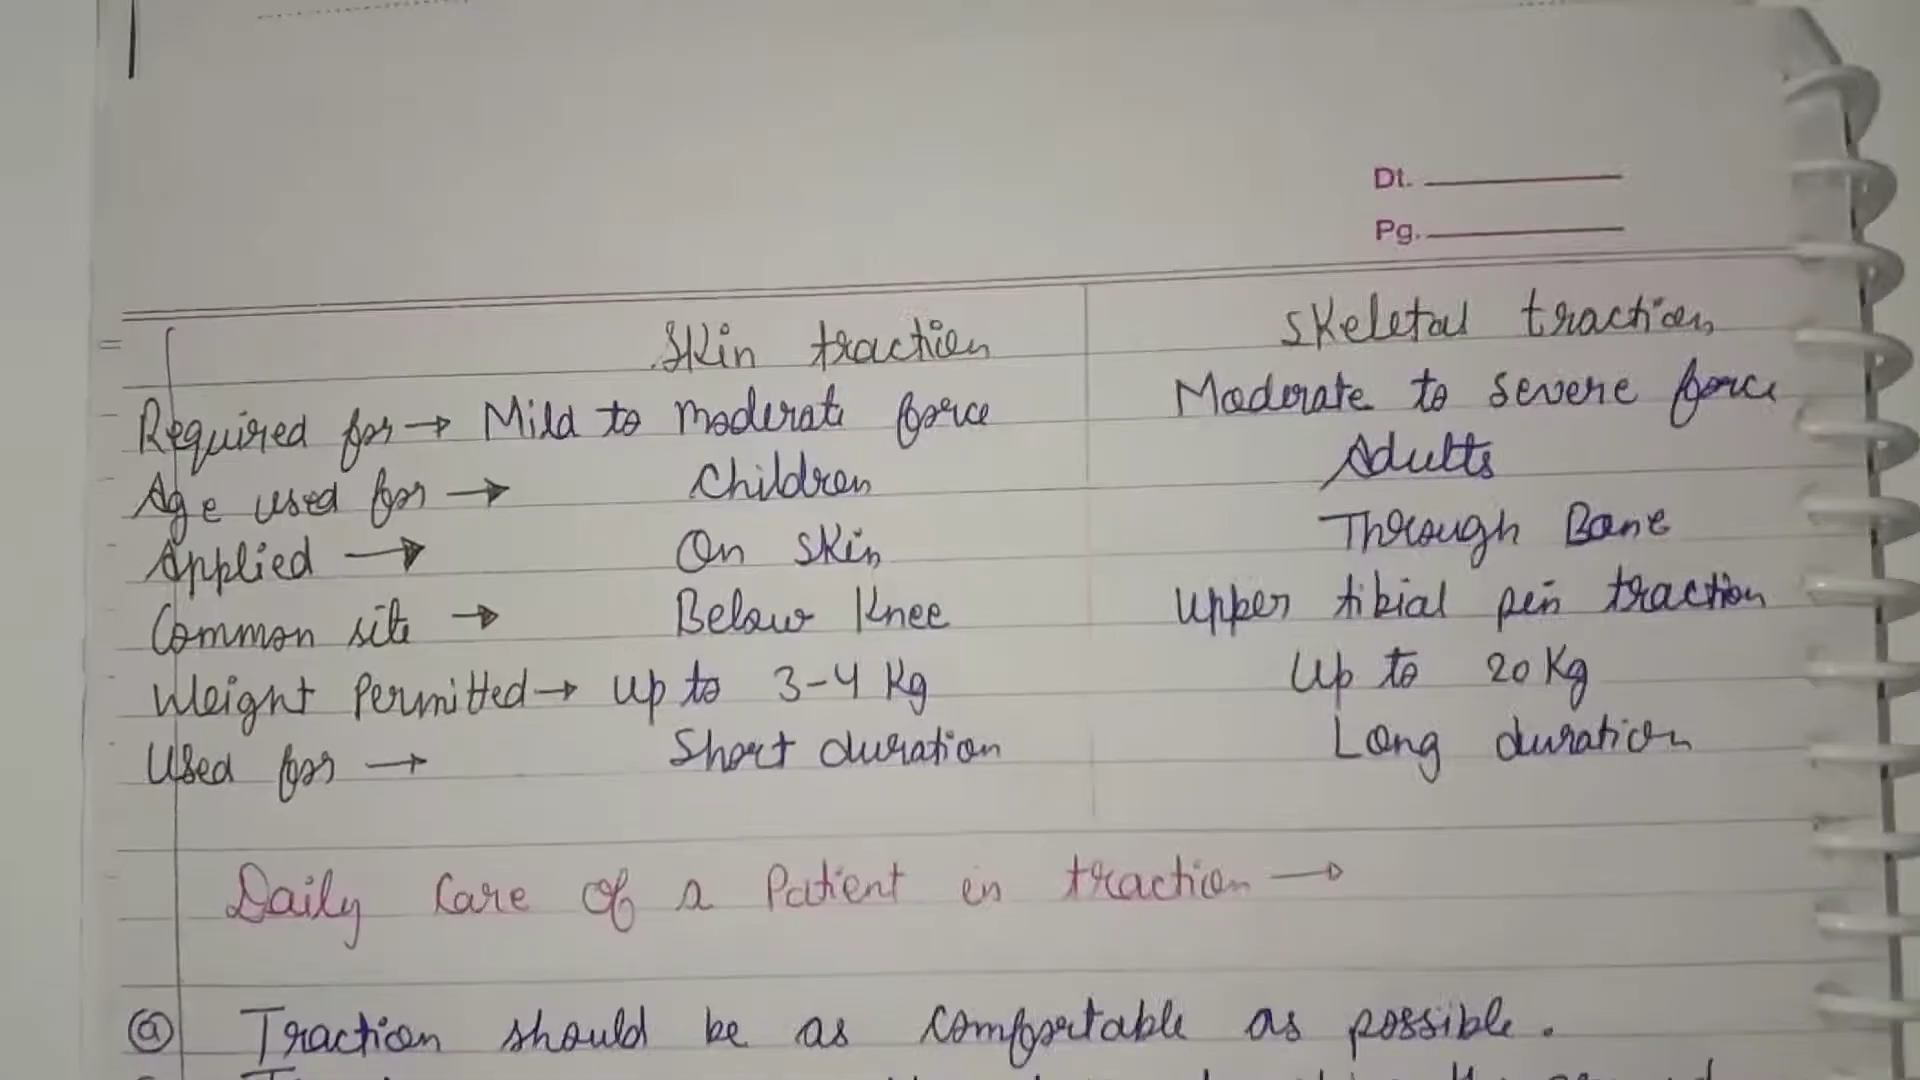 Dt.
Pg.
= Skin traction Skeletal traction
Required for → Mild to moderate force Moderate to severe force
Age used for → Children Adults
Applied → On skin Through Bone
Common site → Below Knee Upper tibial pin traction
Weight Permitted → up to 3-4 Kg Up to 20 Kg
Used for → Short duration Long duration
Daily Care of a Patient in traction →
ⓐ Traction should be as comfortable as possible.